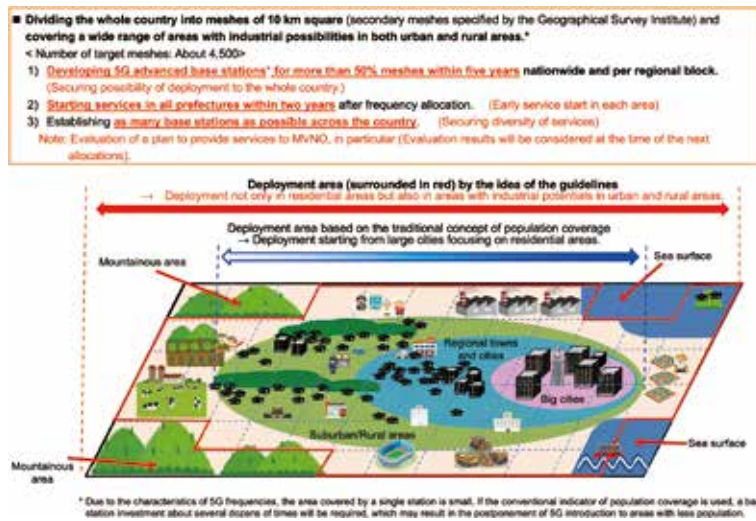 ■ Dividing the whole country into meshes of 10 km square (secondary meshes specified by the Geographical Survey Institute) and
covering a wide range of areas with industrial possibilities in both urban and rural areas.*
< Number of target meshes: About 4,500>
1) Developing 5G advanced base stations* for more than 50% meshes within five years nationwide and per regional block.
(Securing possibility of deployment to the whole country.)
2) Starting services in all prefectures within two years after frequency allocation. (Early service start in each area)
3) Establishing as many base stations as possible across the country. (Securing diversity of services)
Note: Evaluation of a plan to provide services to MVNO, in particular (Evaluation results will be considered at the time of the next
allocations).
Deployment area (surrounded in red) by the idea of the guidelines
→ Deployment not only in residential areas but also in areas with industrial potentials in urban and rural areas.
Deployment area based on the traditional concept of population coverage
→ Deployment starting from large cities focusing on residential areas.
Mountainous area
Sea surface
Regional towns
and cities
Big cities
Suburban/Rural areas
Sea surface
Mountainous
area
* Due to the characteristics of 5G frequencies, the area covered by a single station is small. If the conventional indicator of population coverage is used, a ba
station investment about several dozens of times will be required, which may result in the postponement of 5G introduction to areas with less population.